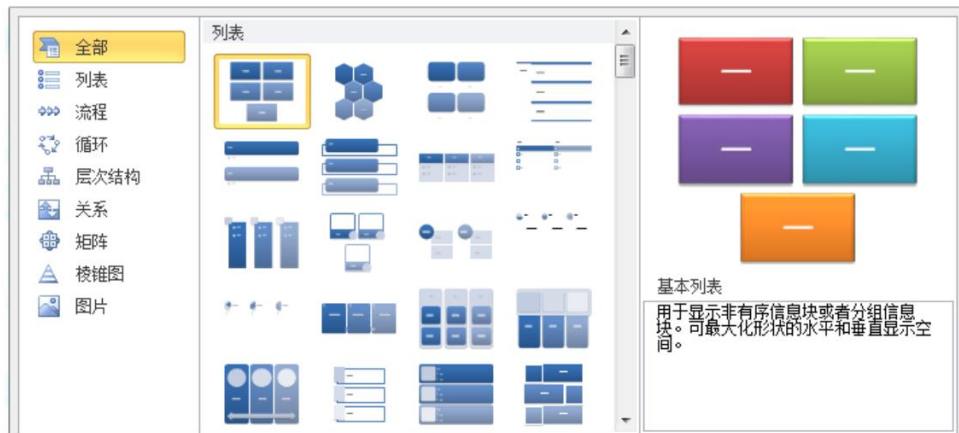 全部
列表
流程
循环
层次结构
关系
矩阵
棱锥图
图片
列表
基本列表
用于显示非有序信息块或者分组信息
块。可最大化形状的水平和垂直显示空
间。